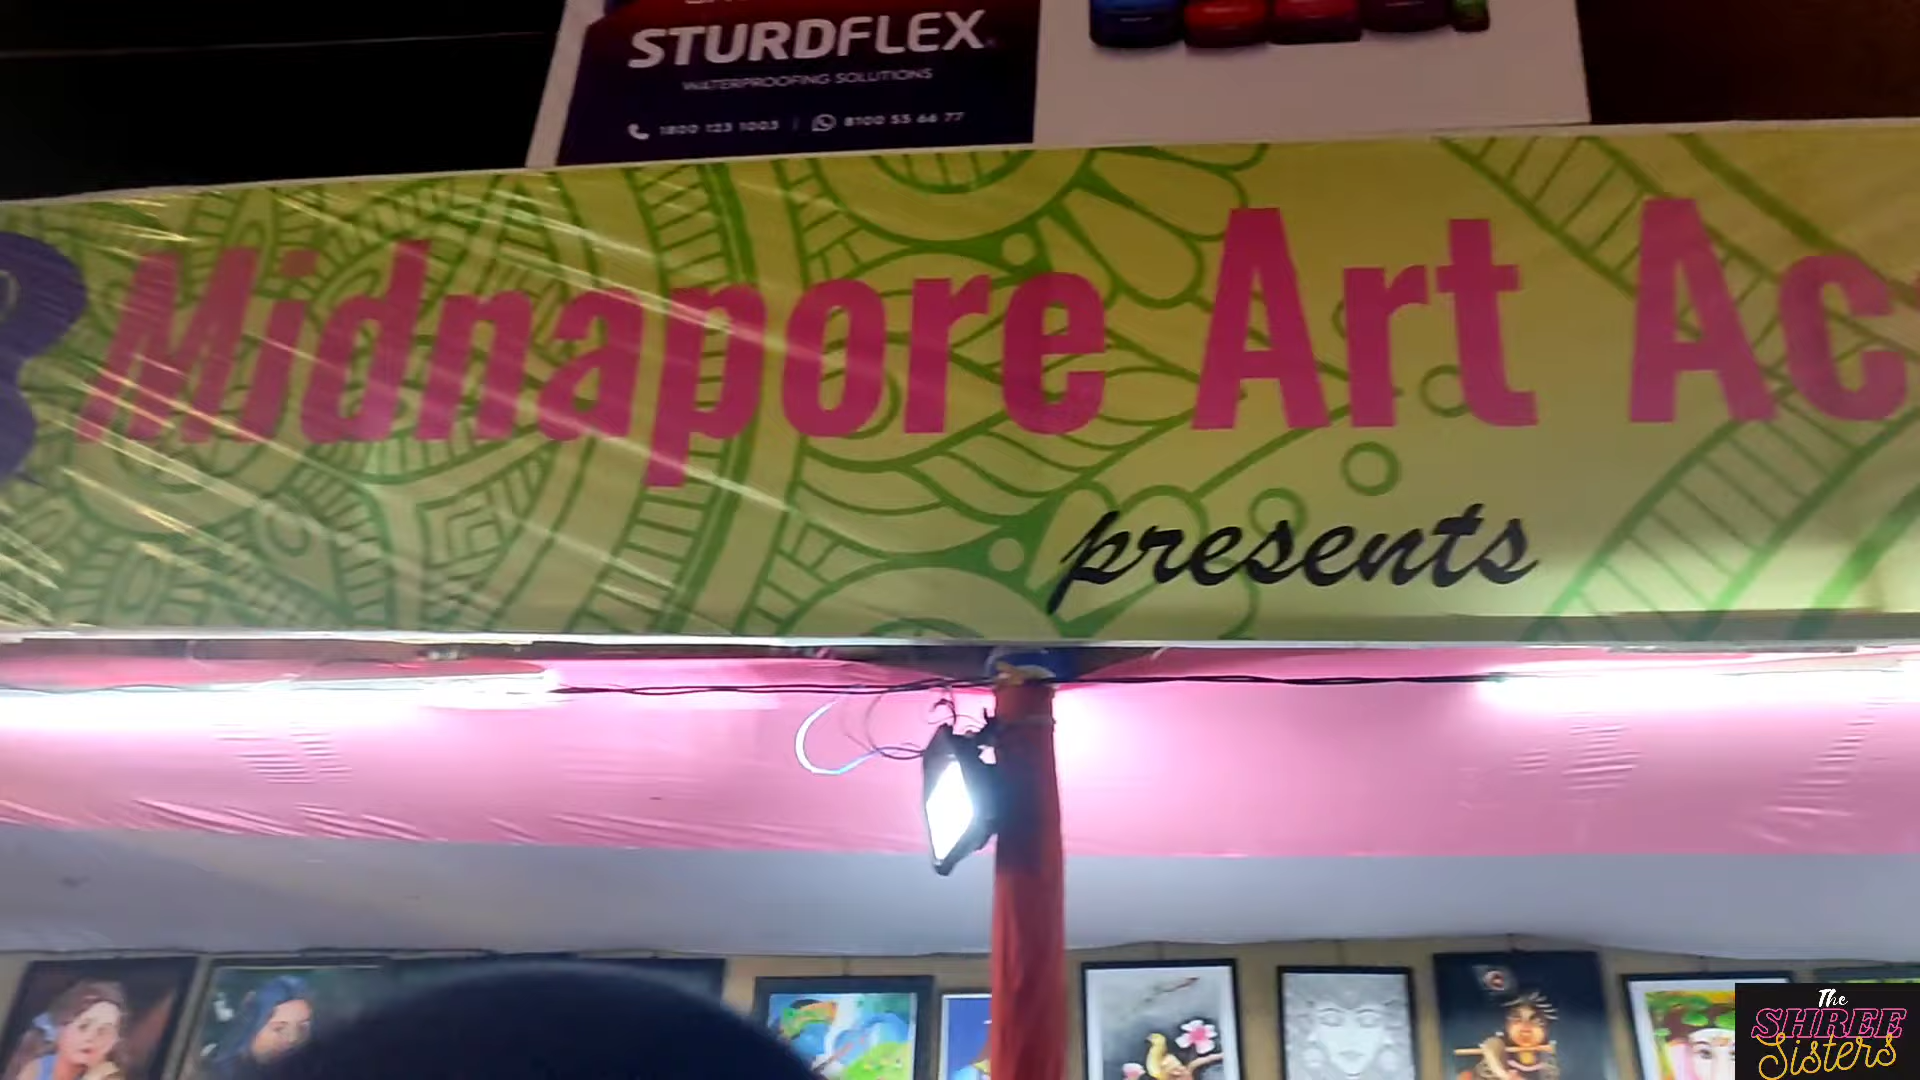 STURDFLEX
WATERPROOFING SOLUTIONS
1800 123 1003 | 8100 55 66 77
Midnapore Art Ac
presents
The
SHREE
Sisters